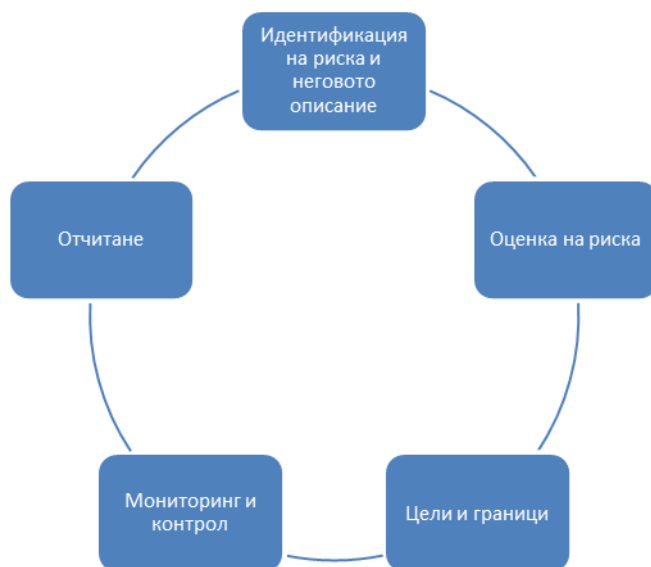 Идентификация
на риска и
неговото
описание
Оценка на риска
Цели и граници
Мониторинг и
контрол
Отчитане